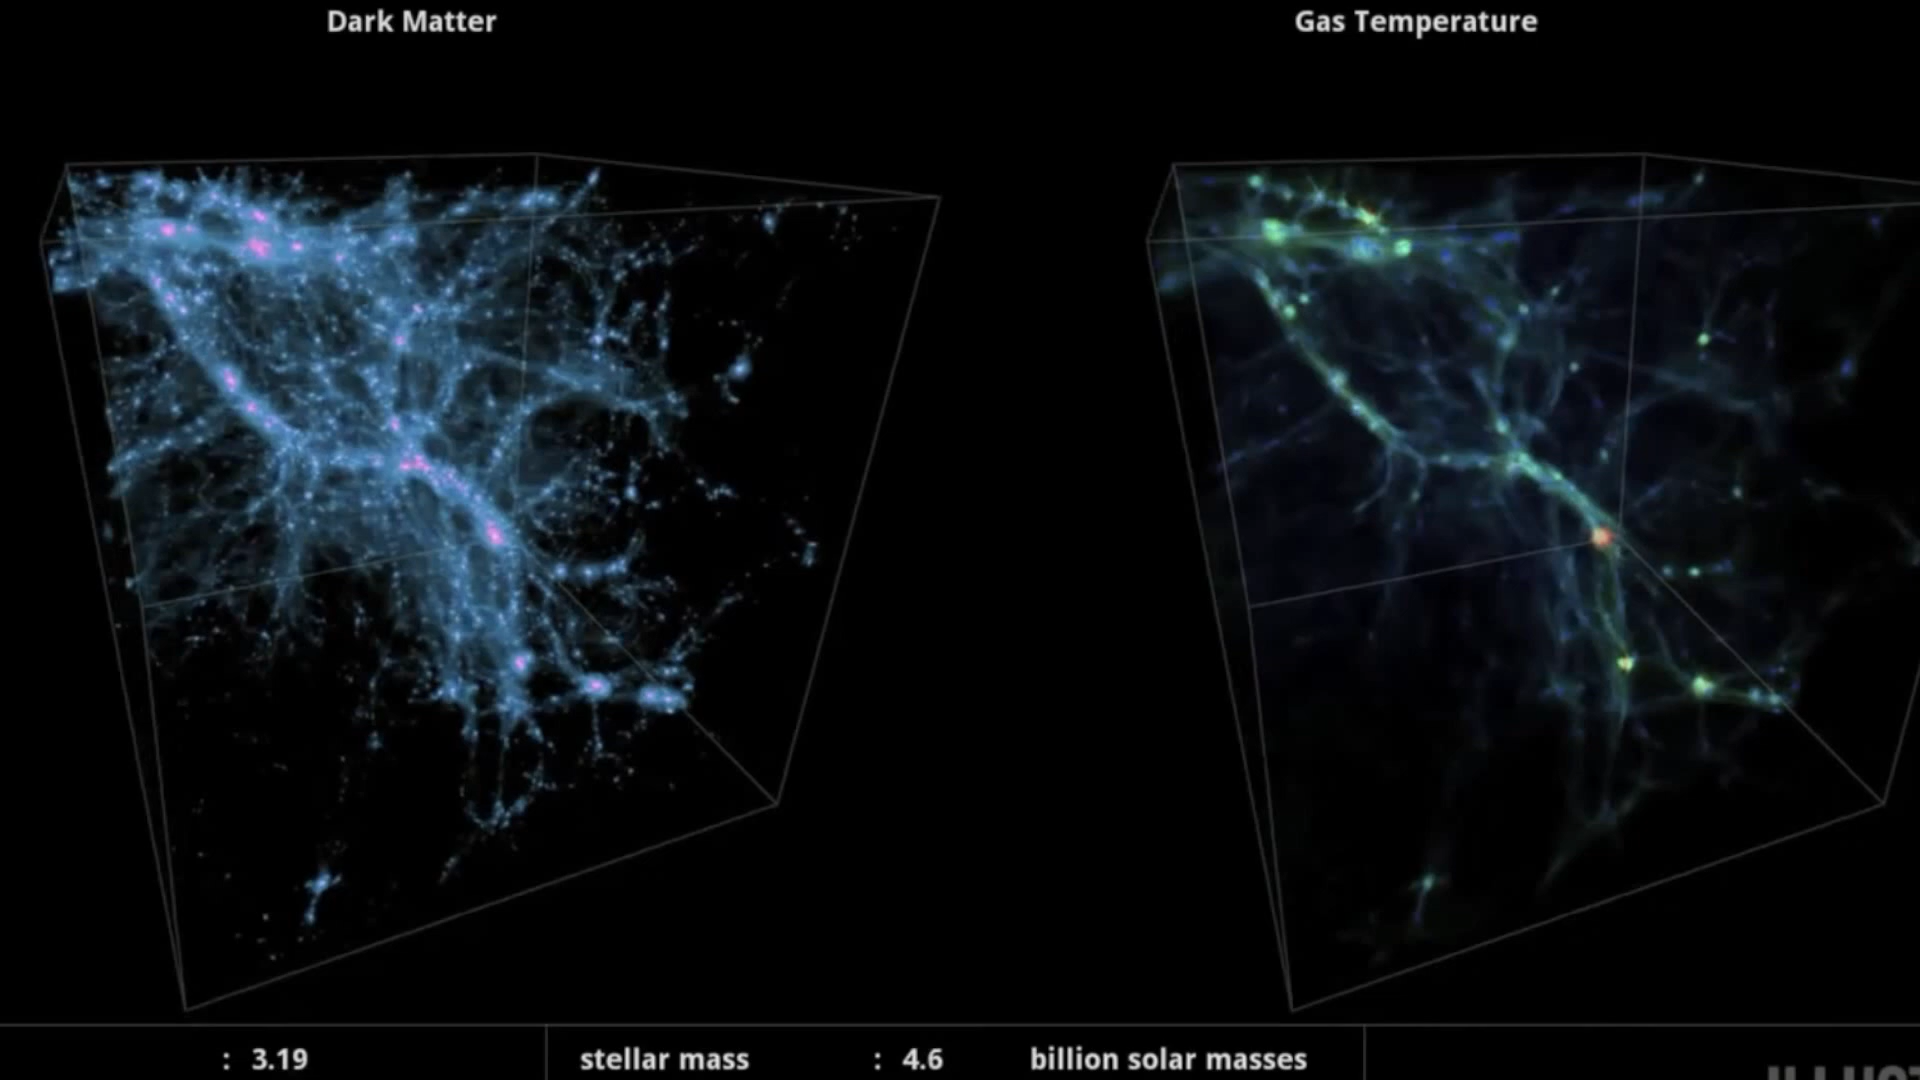 Dark Matter
Gas Temperature
: 3.19
stellar mass : 4.6 billion solar masses